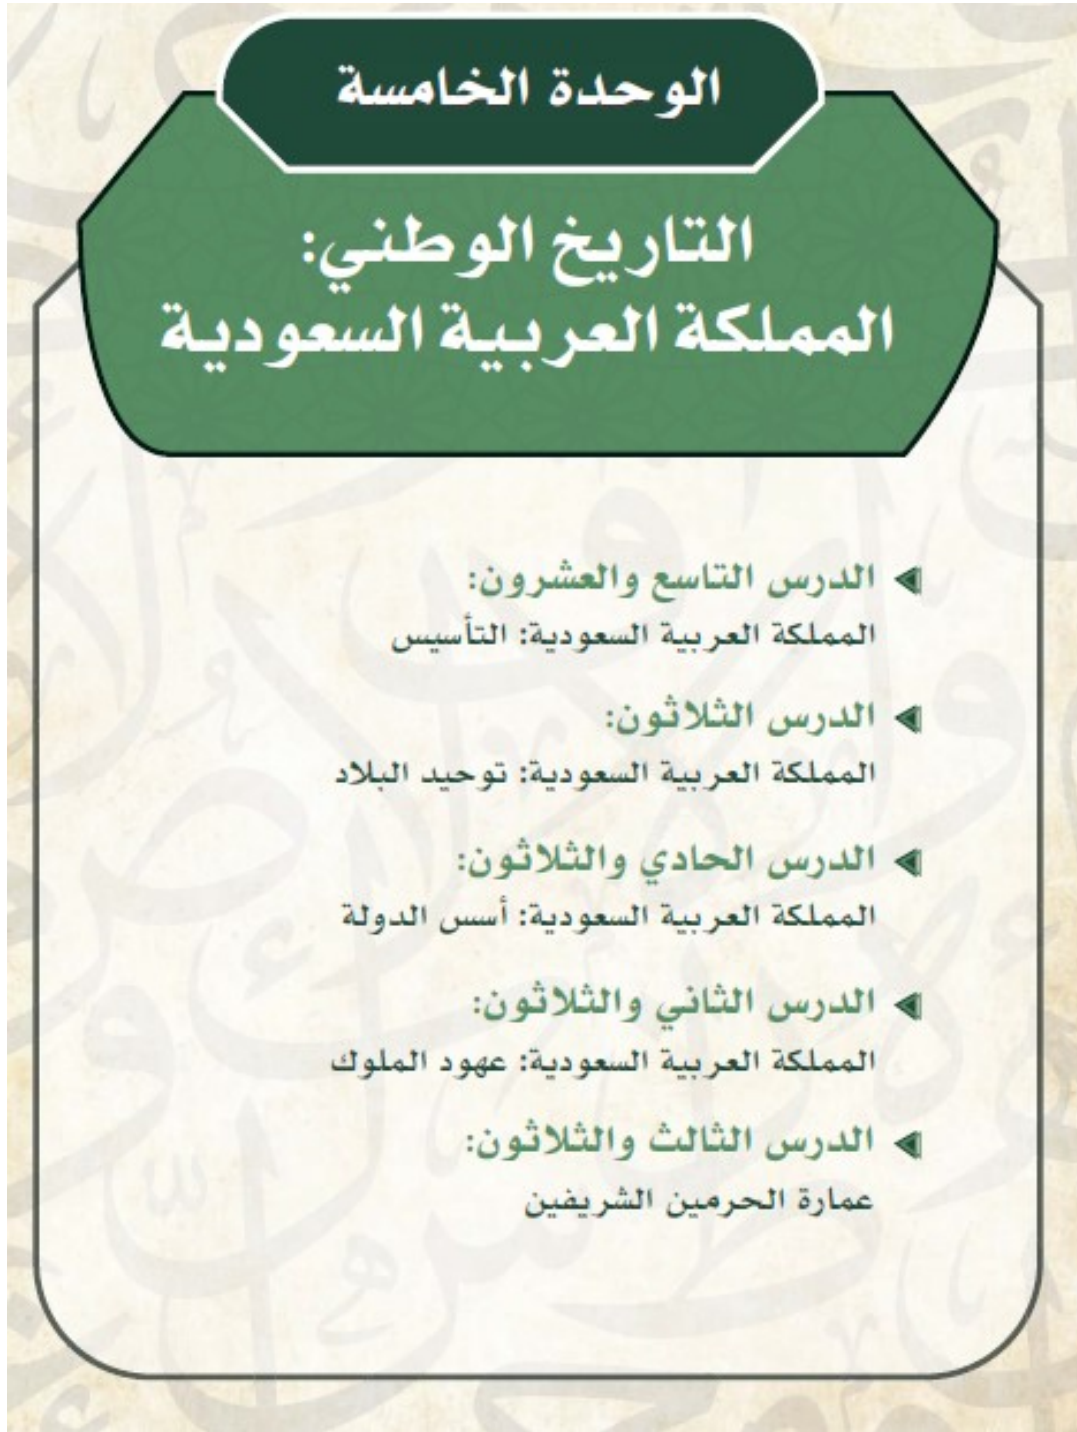 الوحدة الخامسة
التاريخ الوطني:
المملكة العربية السعودية
الدرس التاسع والعشرون:
المملكة العربية السعودية: التأسيس
الدرس الثلاثون:
المملكة العربية السعودية: توحيد البلاد
الدرس الحادي والثلاثون:
المملكة العربية السعودية: أسس الدولة
الدرس الثاني والثلاثون:
المملكة العربية السعودية: عهود الملوك
الدرس الثالث والثلاثون:
عمارة الحرمين الشريفين